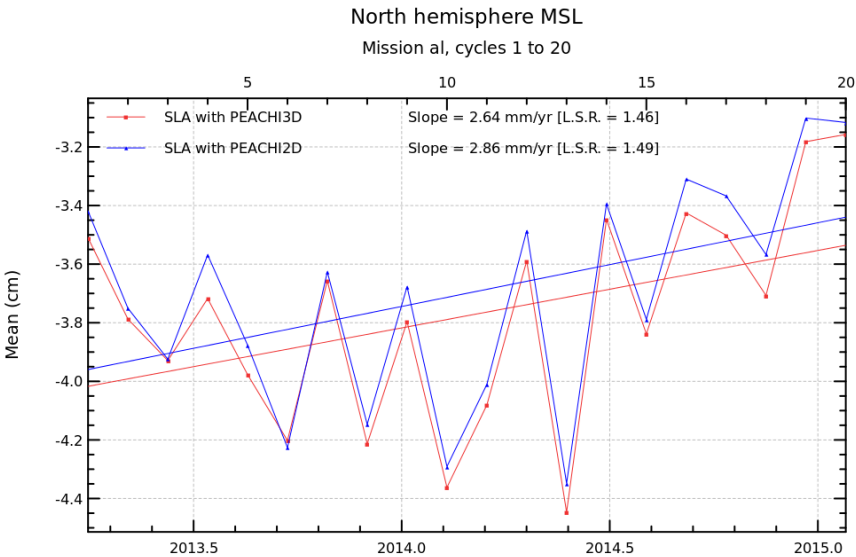 North hemisphere MSL
Mission al, cycles 1 to 20
5 10 15 20
SLA with PEACHI3D Slope = 2.64 mm/yr [L.S.R. = 1.46]
SLA with PEACHI2D Slope = 2.86 mm/yr [L.S.R. = 1.49]
Mean (cm)
-3.2
-3.4
-3.6
-3.8
-4.0
-4.2
-4.4
2013.5 2014.0 2014.5 2015.0